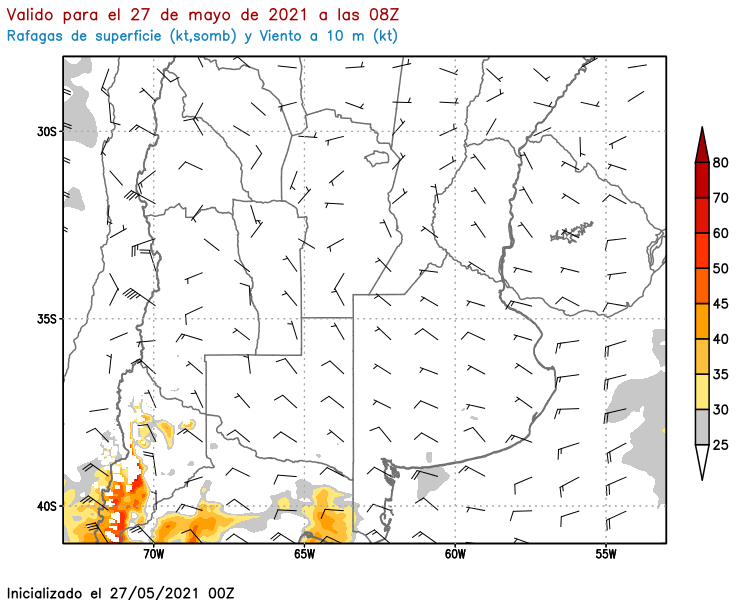 Valido para el 27 de mayo de 2021 a las 08Z
Rafagas de superficie (kt,somb) y Viento a 10 m (kt)
30S
35S
40S
70W 65W 60W 55W
80
70
60
50
45
40
35
30
25
Inicializado el 27/05/2021 00Z